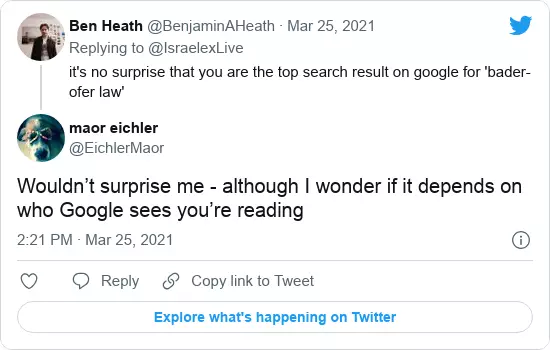 Ben Heath @BenjaminAHeath · Mar 25, 2021
Replying to @IsraelexLive
it's no surprise that you are the top search result on google for 'bader-
ofer law'
maor eichler
@EichlerMaor
Wouldn’t surprise me - although I wonder if it depends on
who Google sees you’re reading
2:21 PM · Mar 25, 2021
Reply
Copy link to Tweet
Explore what's happening on Twitter